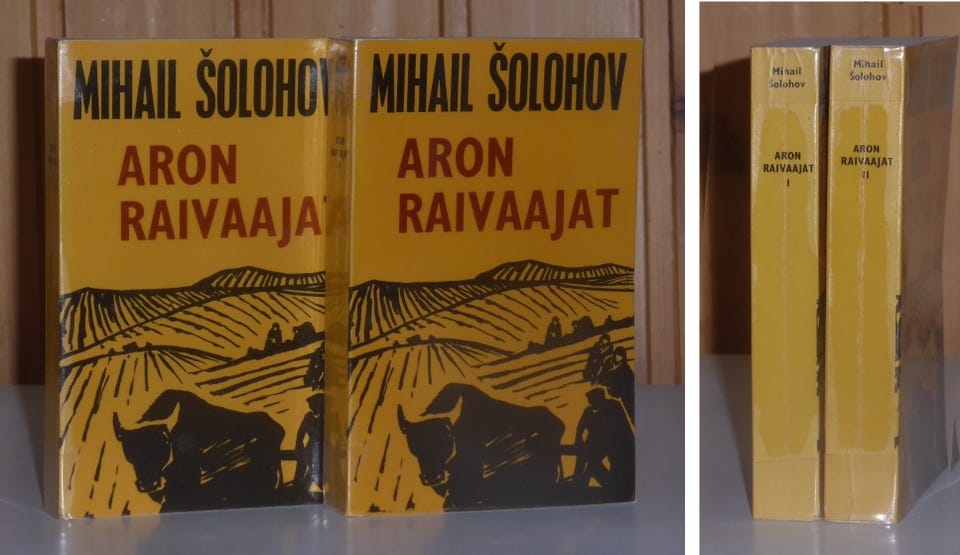 MIHAIL ŠOLOHOV
ARON
RAIVAAJAT
MIHAIL ŠOLOHOV
ARON
RAIVAAJAT
Mihail
Šolohov
ARON
RAIVAAJAT
I
Mihail
Šolohov
ARON
RAIVAAJAT
II